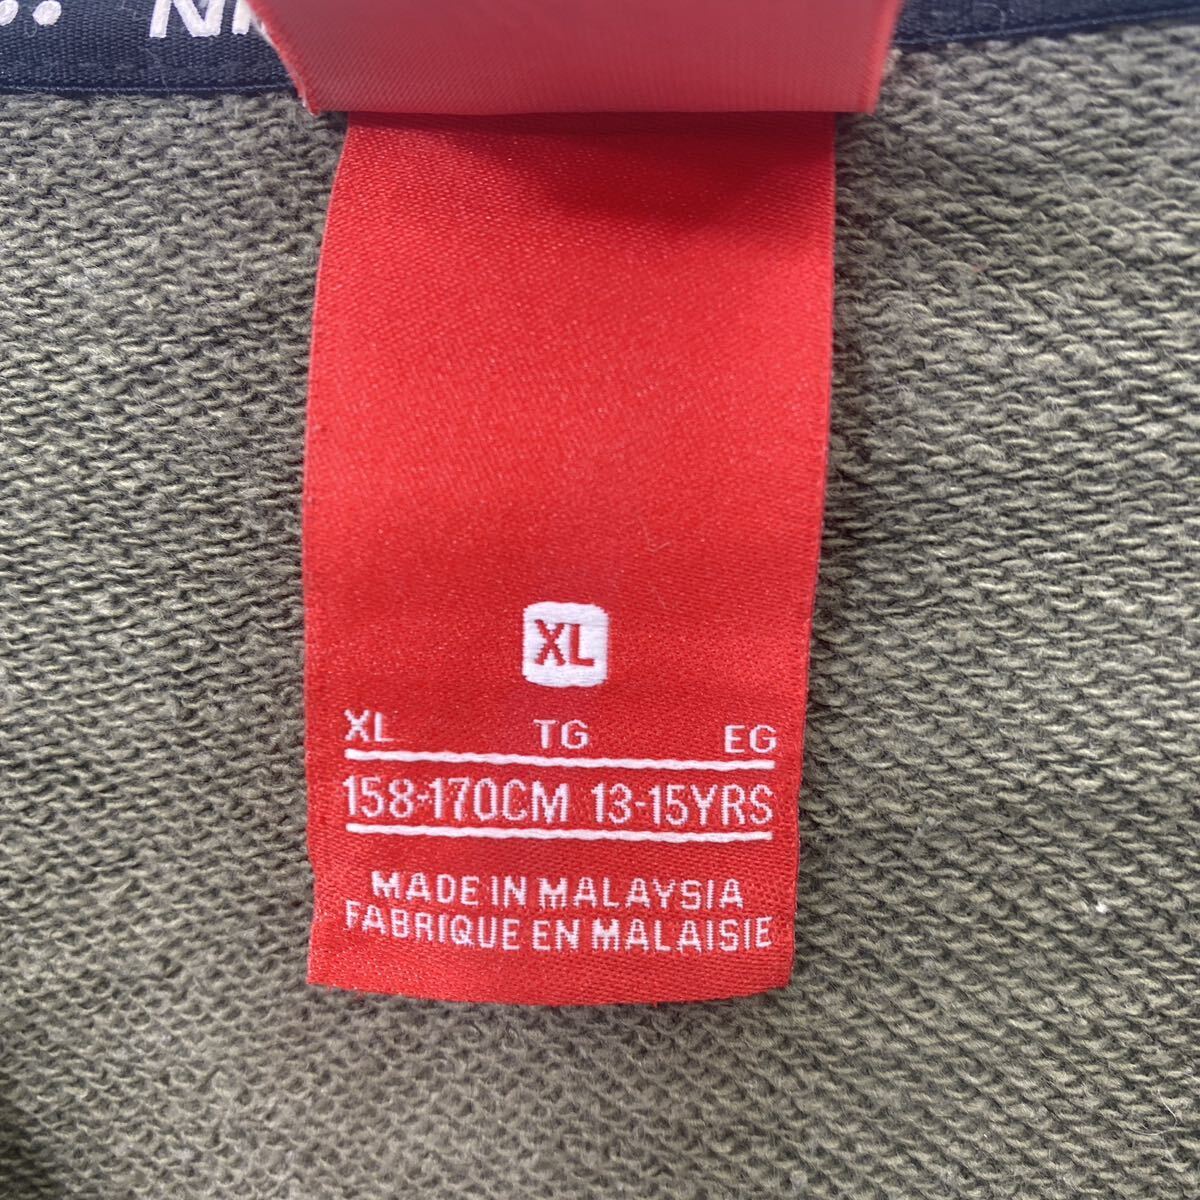 XL
XL TG EG
158-170CM 13-15YRS
MADE IN MALAYSIA
FABRIQUE EN MALAISIE